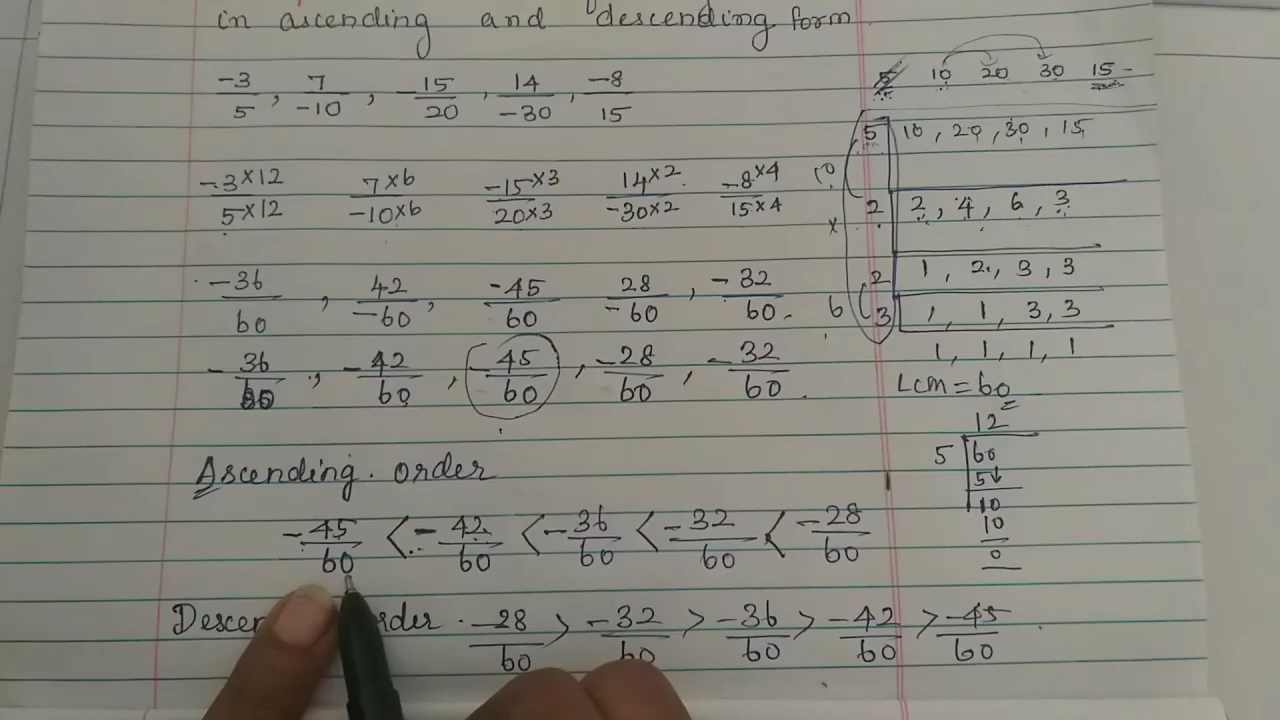 in ascending and descending form
-3/5, 7/-10, -15/20, 14/-30, -8/15
-3×12/5×12 7×6/-10×6 -15×3/20×3 14×2/-30×2 -8×4/15×4
-36/60, 42/-60, -45/60 28/-60, -32/60.
-36/60, -42/60, -45/60, -28/60, -32/60.
Ascending. order
-45/60 < -42/60 < -36/60 < -32/60 < -28/60
order. -28/60 > -32/60 > -36/60 > -42/60 > -45/60
10 20 30 15 -
5 10, 20, 30, 15
10
2 2, 4, 6, 3
×
2 1, 2, 3, 3
6 3 1, 1, 3, 3
1, 1, 1, 1
LCM = 60
12
5 60
5↓
10
10
0